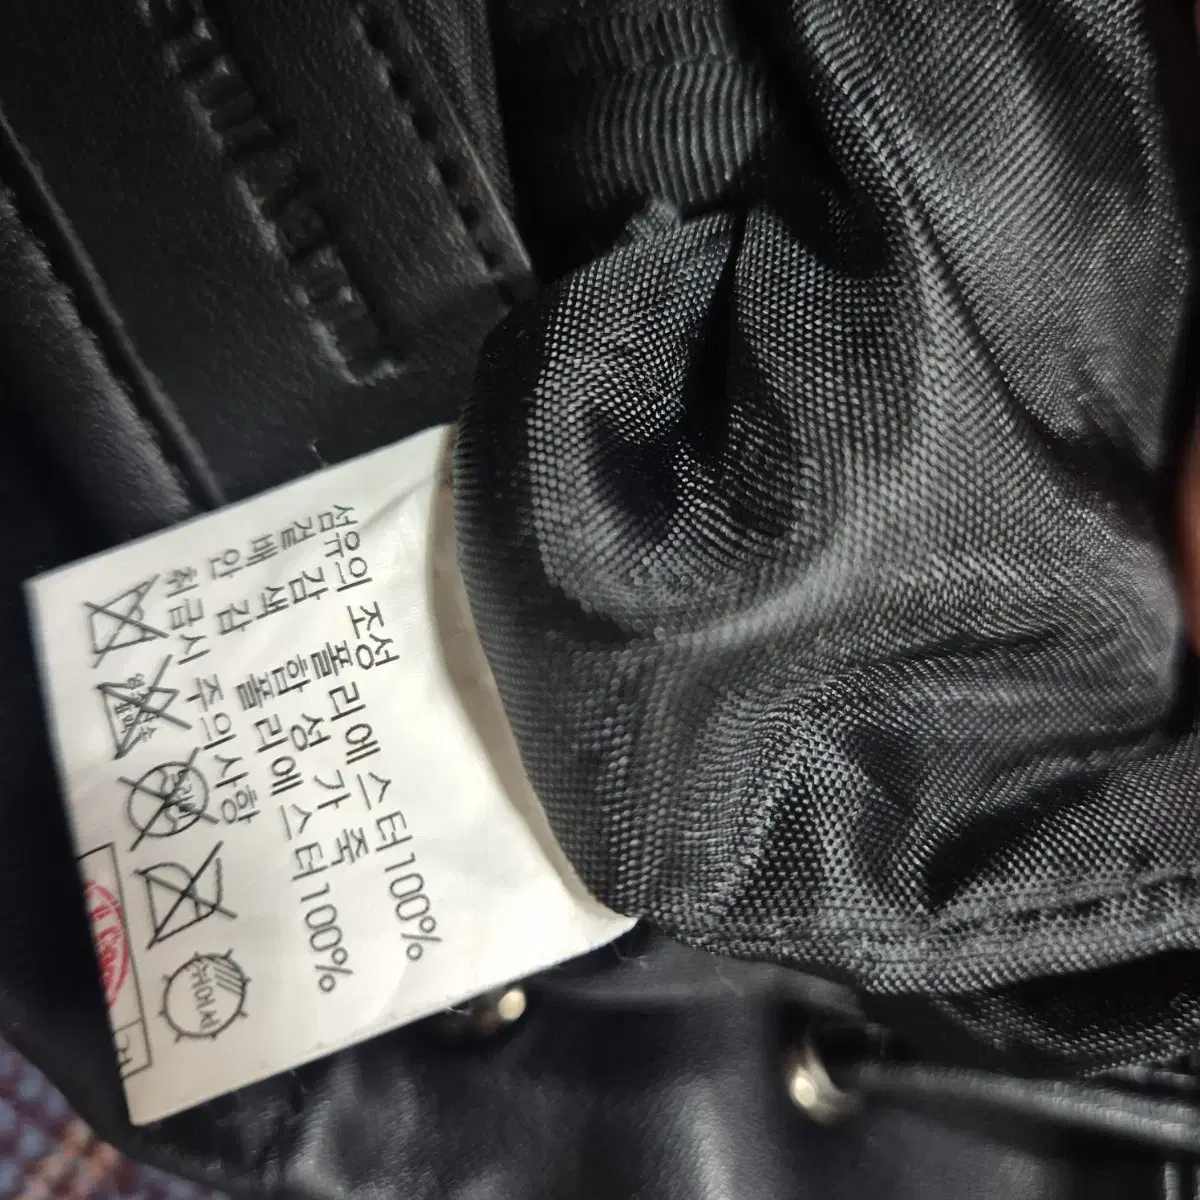 섬유의 조성
겉 감 폴리에스터100%
배 색 합 성 가 죽
안 감 폴리에스터100%
취 급 시 주의사항